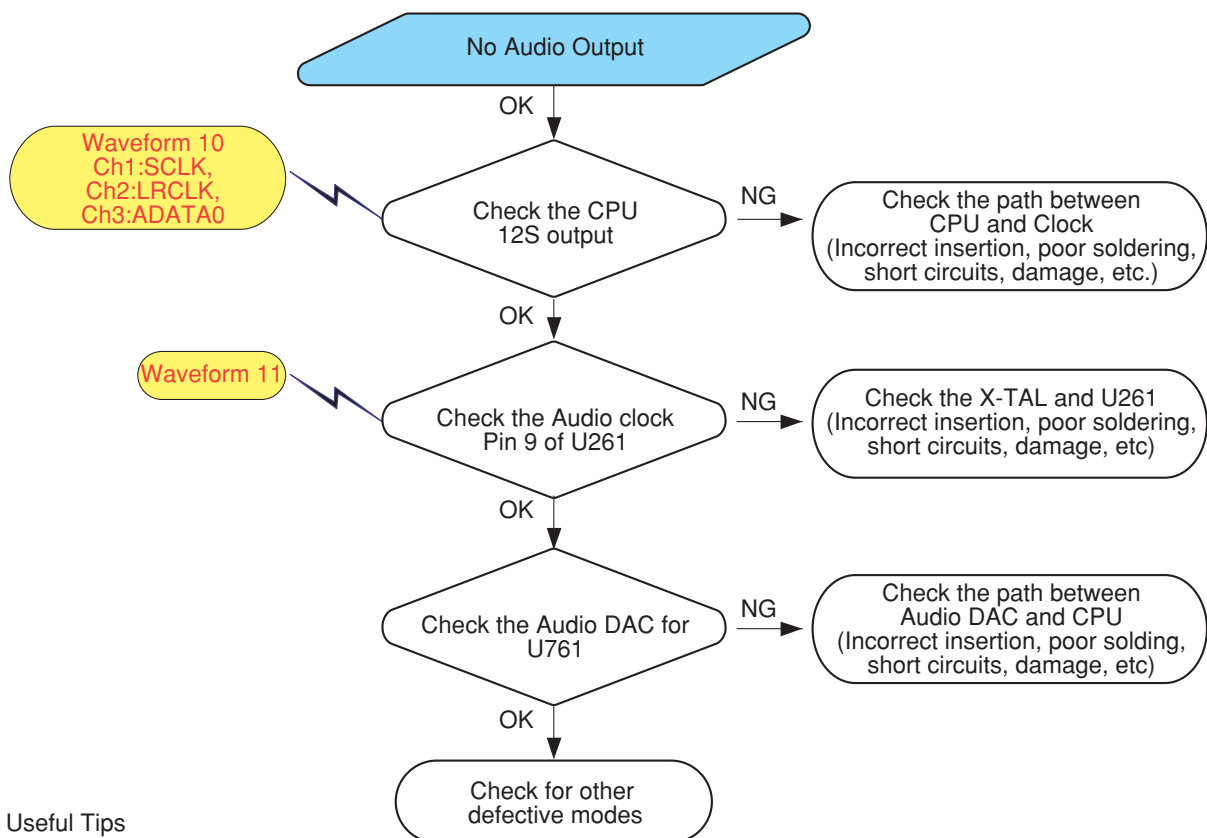 No Audio Output
OK
Waveform 10
Ch1:SCLK,
Ch2:LRCLK,
Ch3:ADATA0
Check the CPU
12S output
NG
Check the path between
CPU and Clock
(Incorrect insertion, poor soldering,
short circuits, damage, etc.)
OK
Waveform 11
Check the Audio clock
Pin 9 of U261
NG
Check the X-TAL and U261
(Incorrect insertion, poor soldering,
short circuits, damage, etc)
OK
Check the Audio DAC for
U761
NG
Check the path between
Audio DAC and CPU
(Incorrect insertion, poor solding,
short circuits, damage, etc)
OK
Check for other
defective modes
Useful Tips